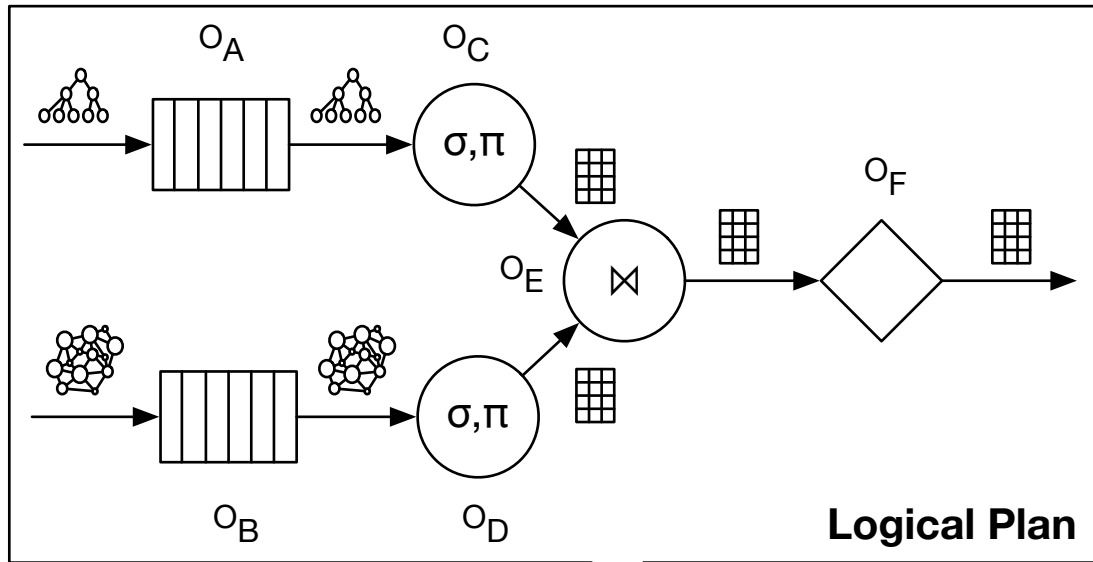 O_A
O_C
σ,π
O_F
O_E
⋈
σ,π
O_B
O_D
Logical Plan